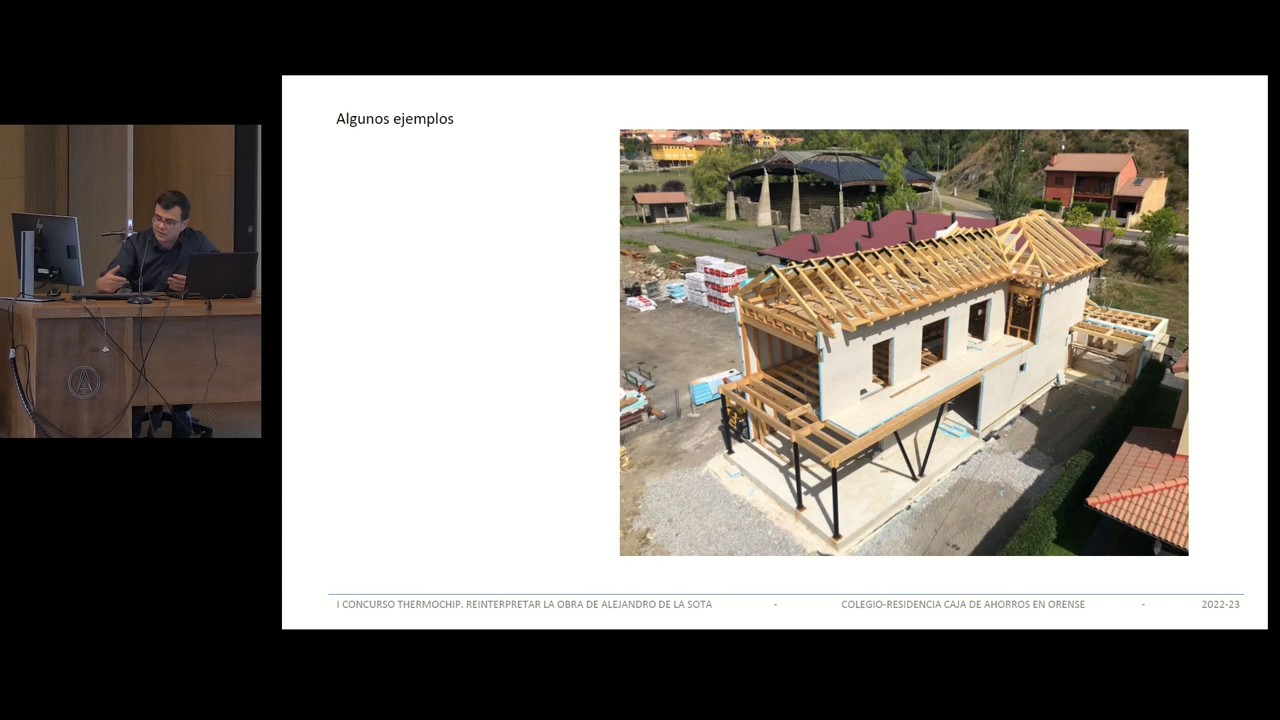 Algunos ejemplos
I CONCURSO THERMOCHIP. REINTERPRETAR LA OBRA DE ALEJANDRO DE LA SOTA - COLEGIO-RESIDENCIA CAJA DE AHORROS EN ORENSE - 2022-23